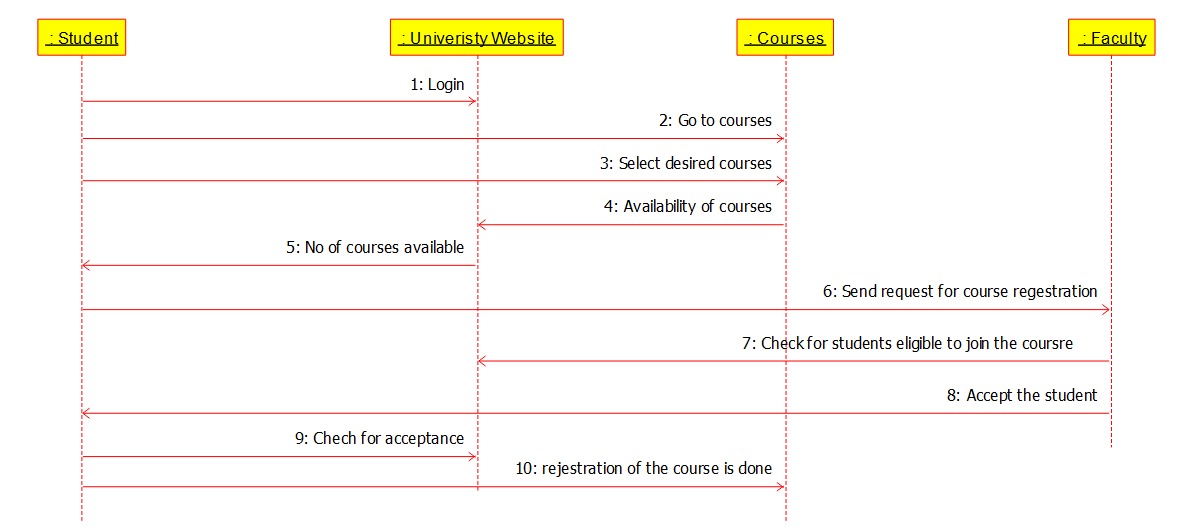 : Student
: Univeristy Website
: Courses
: Faculty
1: Login
2: Go to courses
3: Select desired courses
4: Availability of courses
5: No of courses available
6: Send request for course regestration
7: Check for students eligible to join the coursre
8: Accept the student
9: Chech for acceptance
10: rejestration of the course is done